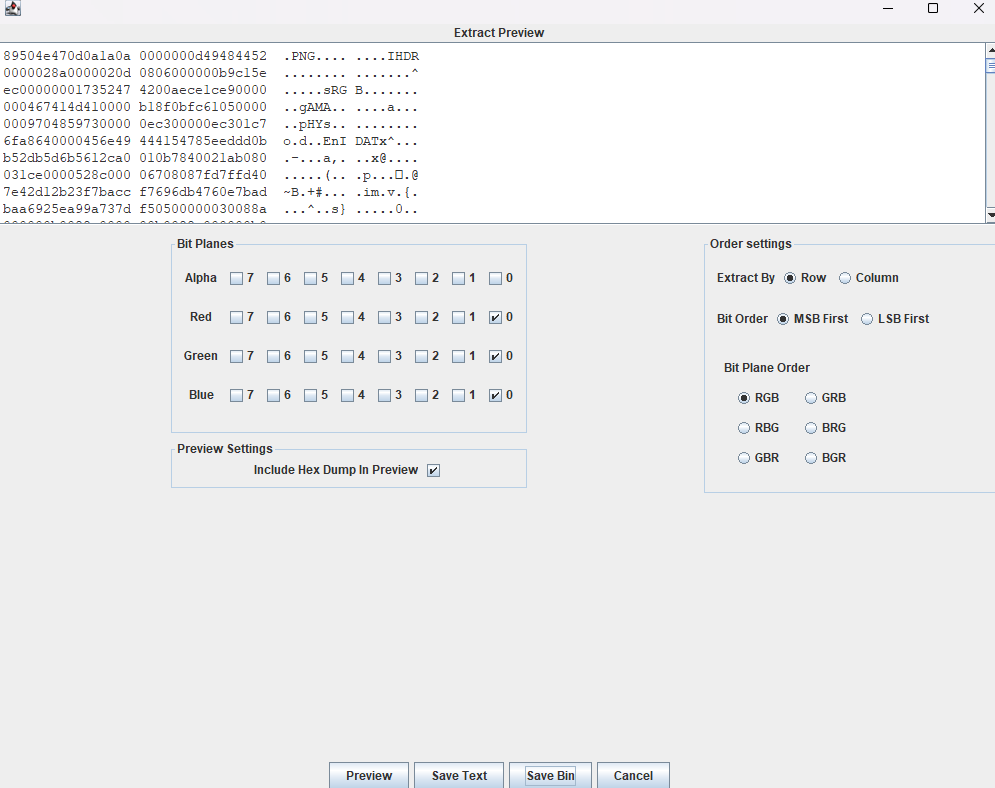 Extract Preview
89504e470d0a1a0a 0000000d49484452 .PNG.... ....IHDR
0000028a0000020d 0806000000b9c15e ........ .......^
ec00000001735247 4200aece1ce90000 .....sRG B.......
000467414d410000 b18f0bfc61050000 ..gAMA.. ....a...
0009704859730000 0ec300000ec301c7 ..pHYs.. ........
6fa8640000456e49 444154785eeddd0b o.d..EnI DATx^...
b52db5d6b5612ca0 010b7840021ab080 .-...a,. ..x@....
031ce0000528c000 06708087fd7ffd40 .....(.. .p...▯.@
7e42d12b23f7bacc f7696db4760e7bad ~B.+#... .im.v.{.
baa6925ea99a737d f50500000030088a ...^..s} .....0..
Bit Planes
Alpha 7 6 5 4 3 2 1 0
Red 7 6 5 4 3 2 1 0
Green 7 6 5 4 3 2 1 0
Blue 7 6 5 4 3 2 1 0
Preview Settings
Include Hex Dump In Preview
Order settings
Extract By Row Column
Bit Order MSB First LSB First
Bit Plane Order
RGB GRB
RBG BRG
GBR BGR
Preview Save Text Save Bin Cancel